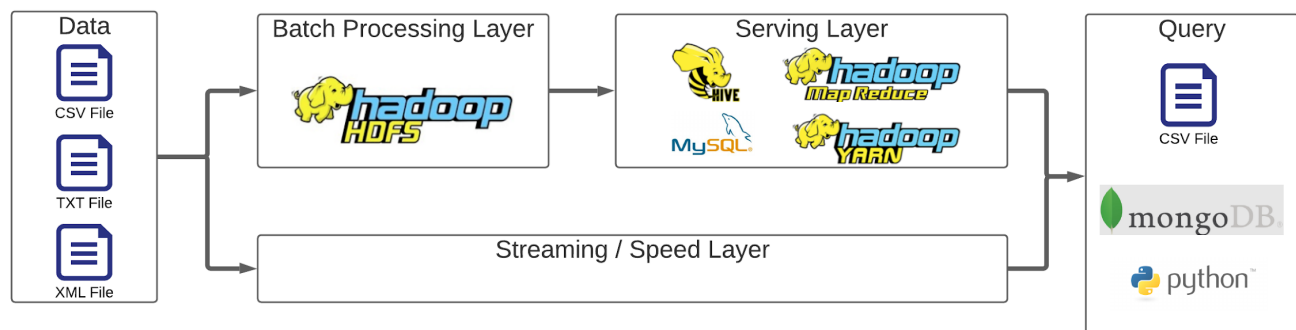 Data
CSV File
TXT File
XML File
Batch Processing Layer
hadoop
HDFS
Serving Layer
HIVE
hadoop
Map Reduce
MySQL®
hadoop
YARN
Streaming / Speed Layer
Query
CSV File
mongoDB®
python™